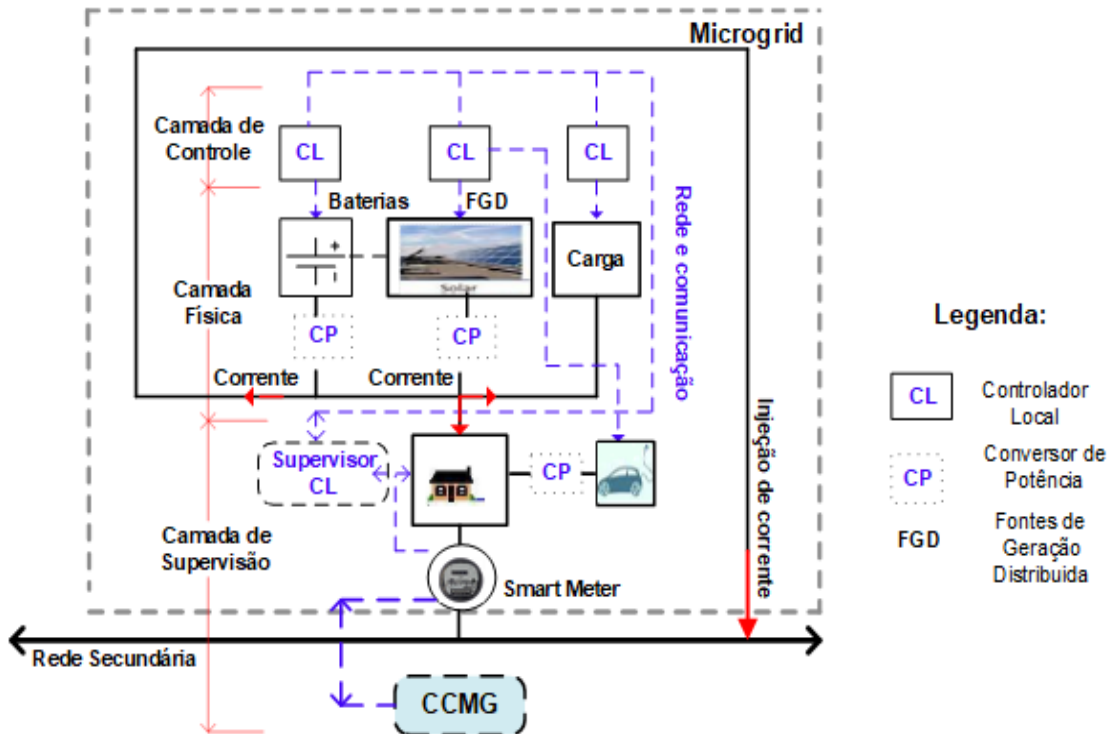 Microgrid
Camada de
Controle
CL
CL
CL
Baterias
FGD
Camada
Física
+
Solar
Carga
CP
CP
Corrente
Corrente
Rede e comunicação
Injeção de corrente
Supervisor
CL
CP
Camada de
Supervisão
Smart Meter
Rede Secundária
CCMG
Legenda:
CL
Controlador
Local
CP
Conversor de
Potência
FGD
Fontes de
Geração
Distribuida